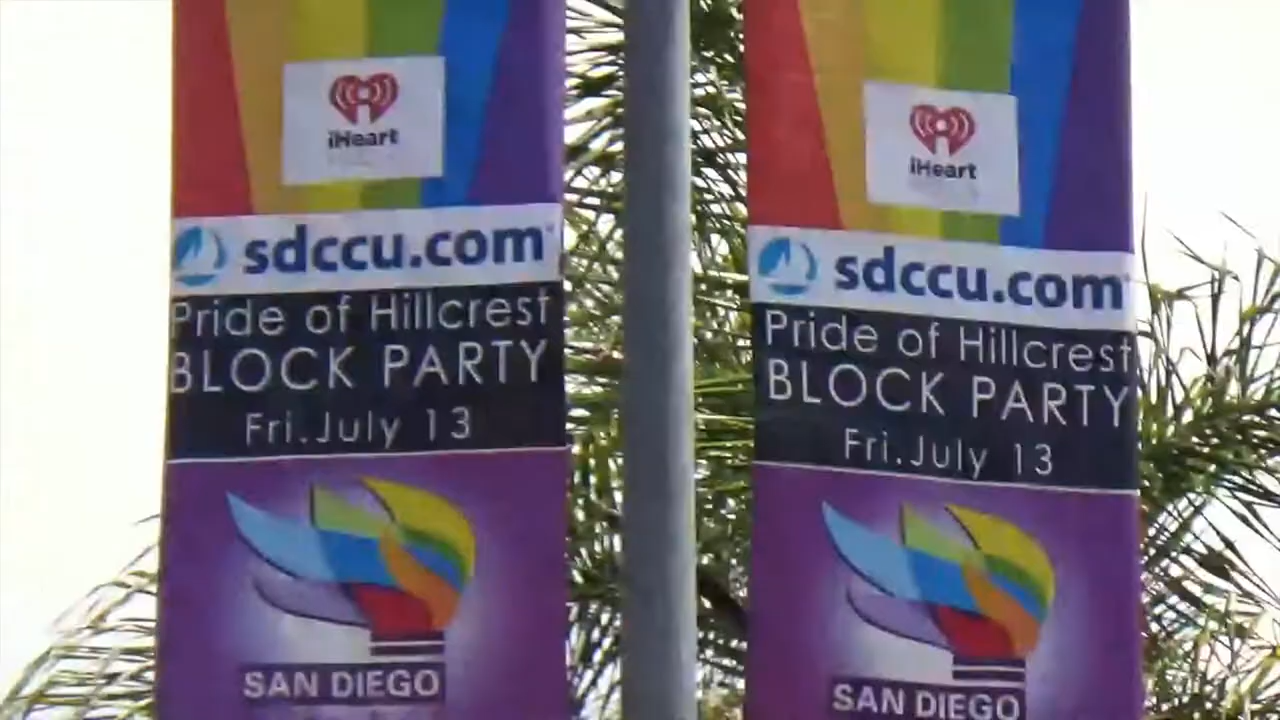 iHeart
sdccu.com
Pride of Hillcrest
BLOCK PARTY
Fri.July 13
SAN DIEGO
iHeart
sdccu.com
Pride of Hillcrest
BLOCK PARTY
Fri.July 13
SAN DIEGO